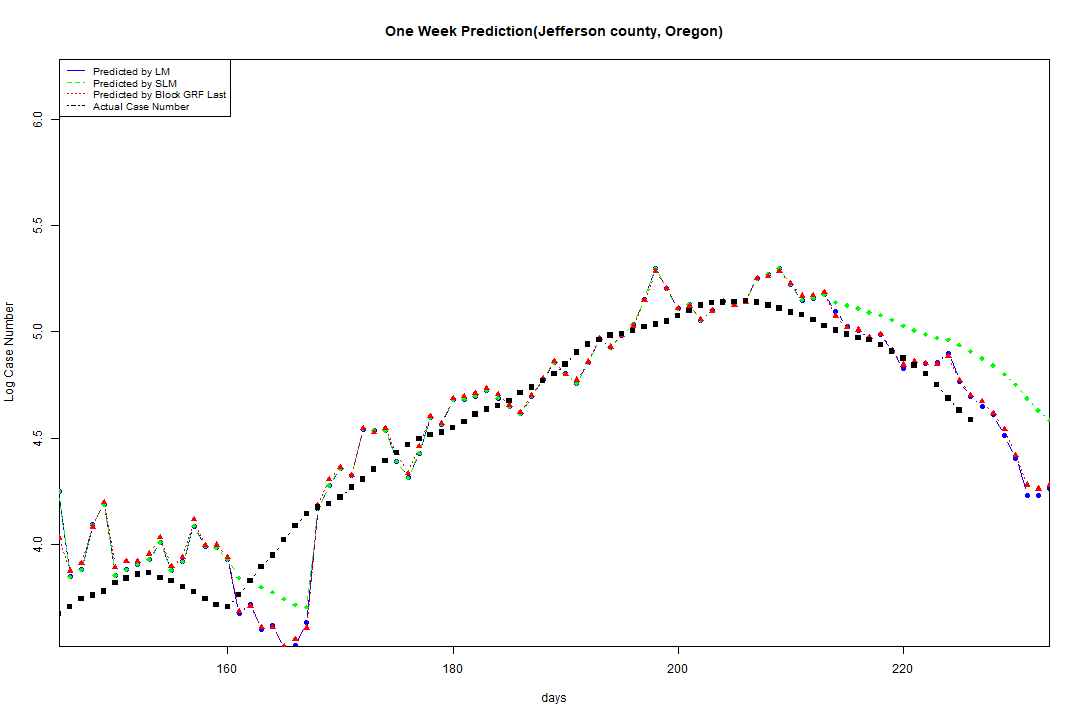 One Week Prediction(Jefferson county, Oregon)
Predicted by LM
Predicted by SLM
Predicted by Block GRF Last
Actual Case Number
6.0
5.5
5.0
4.5
4.0
Log Case Number
160 180 200 220
days